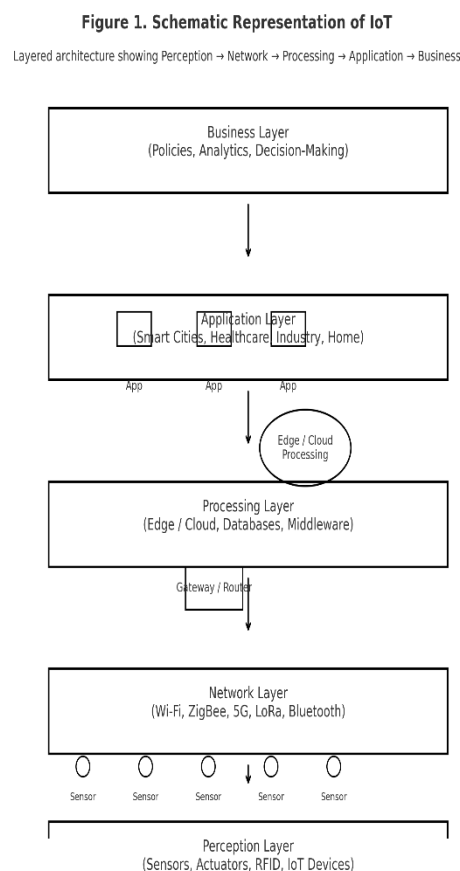 Figure 1. Schematic Representation of IoT
Layered architecture showing Perception → Network → Processing → Application → Business
Business Layer
(Policies, Analytics, Decision-Making)
Application Layer
(Smart Cities, Healthcare, Industry, Home)
App App App
Edge / Cloud
Processing
Processing Layer
(Edge / Cloud, Databases, Middleware)
Gateway / Router
Network Layer
(Wi-Fi, ZigBee, 5G, LoRa, Bluetooth)
Sensor Sensor Sensor Sensor Sensor
Perception Layer
(Sensors, Actuators, RFID, IoT Devices)